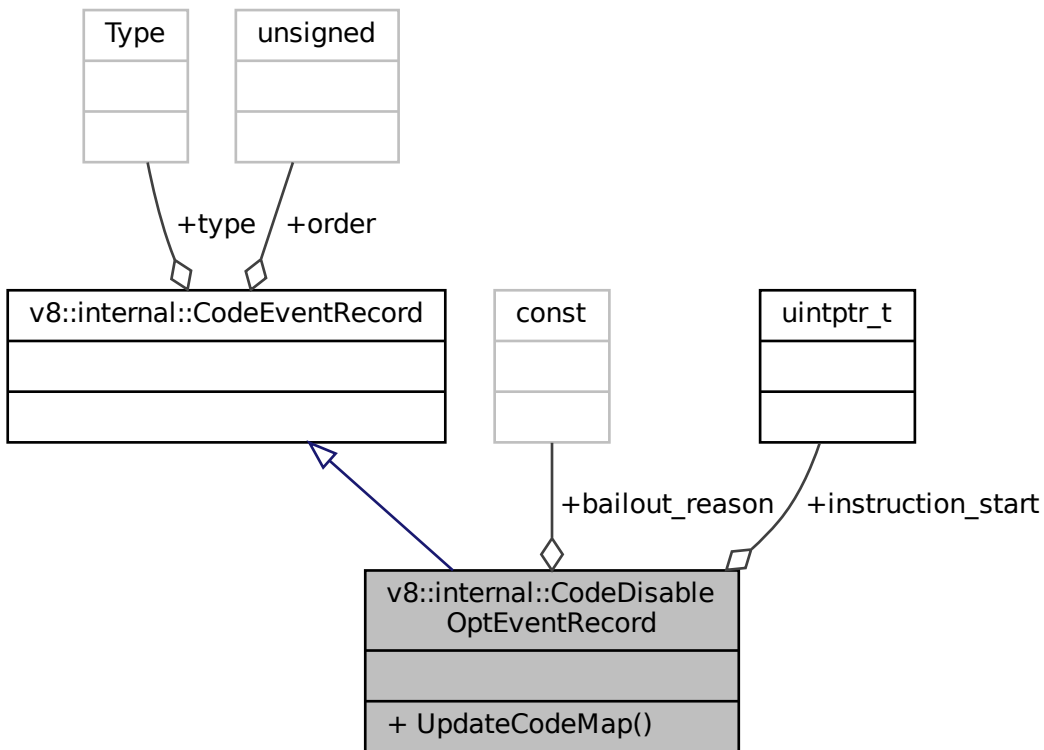 Type
unsigned
+type
+order
v8::internal::CodeEventRecord
const
uintptr_t
+bailout_reason
+instruction_start
v8::internal::CodeDisable
OptEventRecord
+ UpdateCodeMap()